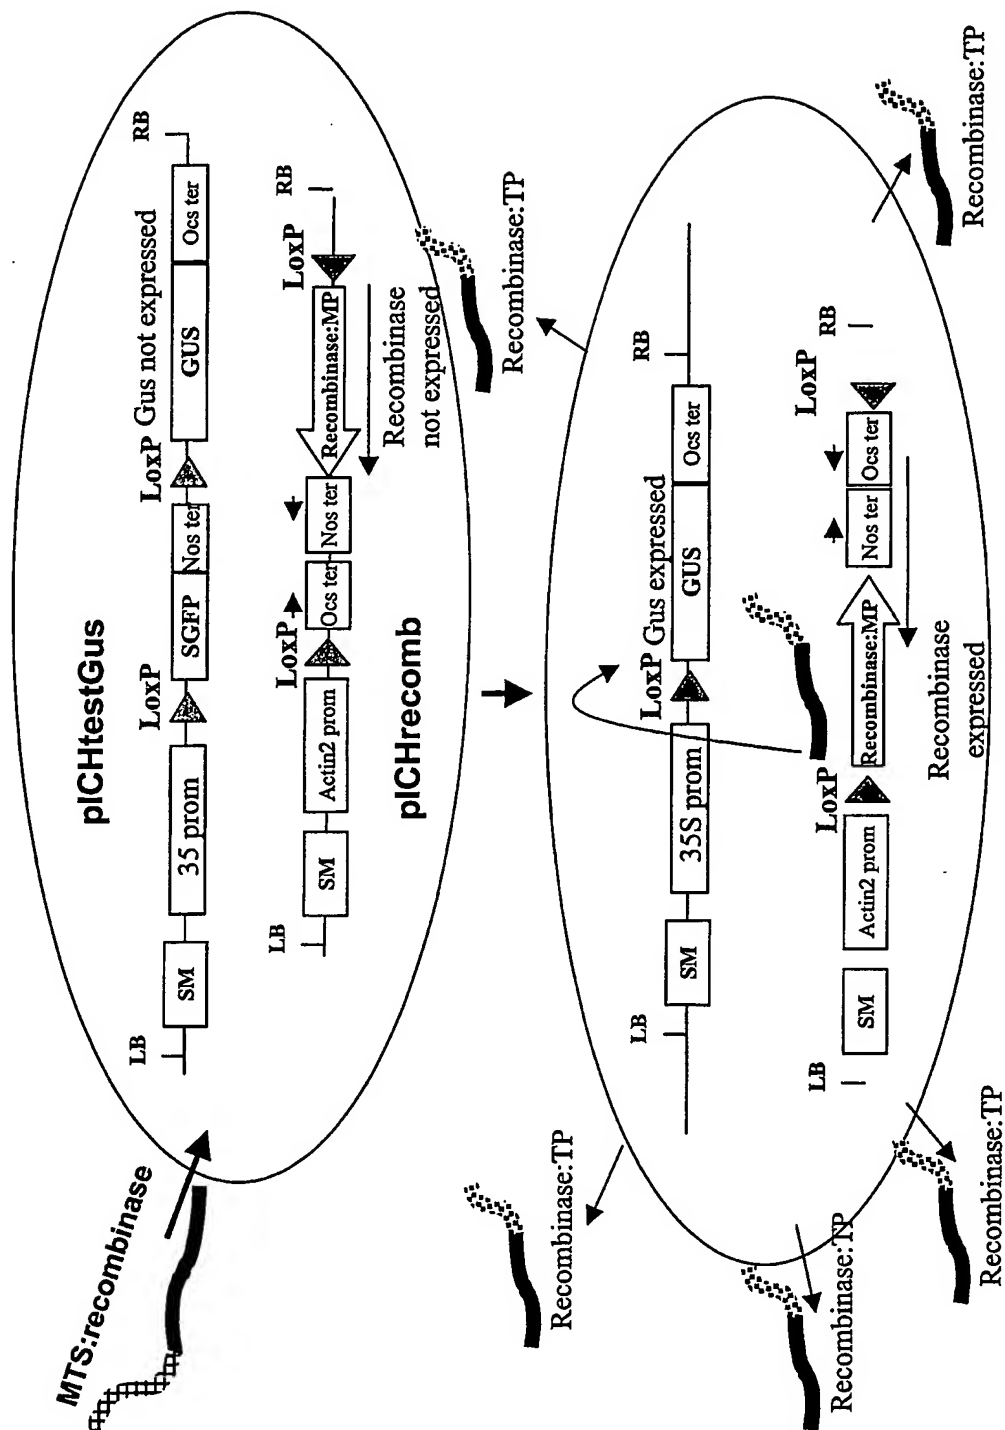 MTS:recombinase
LB
SM
35 prom
LoxP
SGFP
Nos ter
LoxP
Gus not expressed
GUS
Ocs ter
RB
pICHtestGus
LB
SM
Actin2 prom
LoxP
Ocs ter
Nos ter
Recombinase:MP
LoxP
RB
Recombinase
not expressed
pICHrecomb
Recombinase:TP
Recombinase:TP
LB
SM
35S prom
LoxP
Gus expressed
GUS
Ocs ter
RB
LB
SM
Actin2 prom
LoxP
Recombinase:MP
Nos ter
Ocs ter
LoxP
RB
Recombinase
expressed
Recombinase:TP
Recombinase:TP
Recombinase:TP